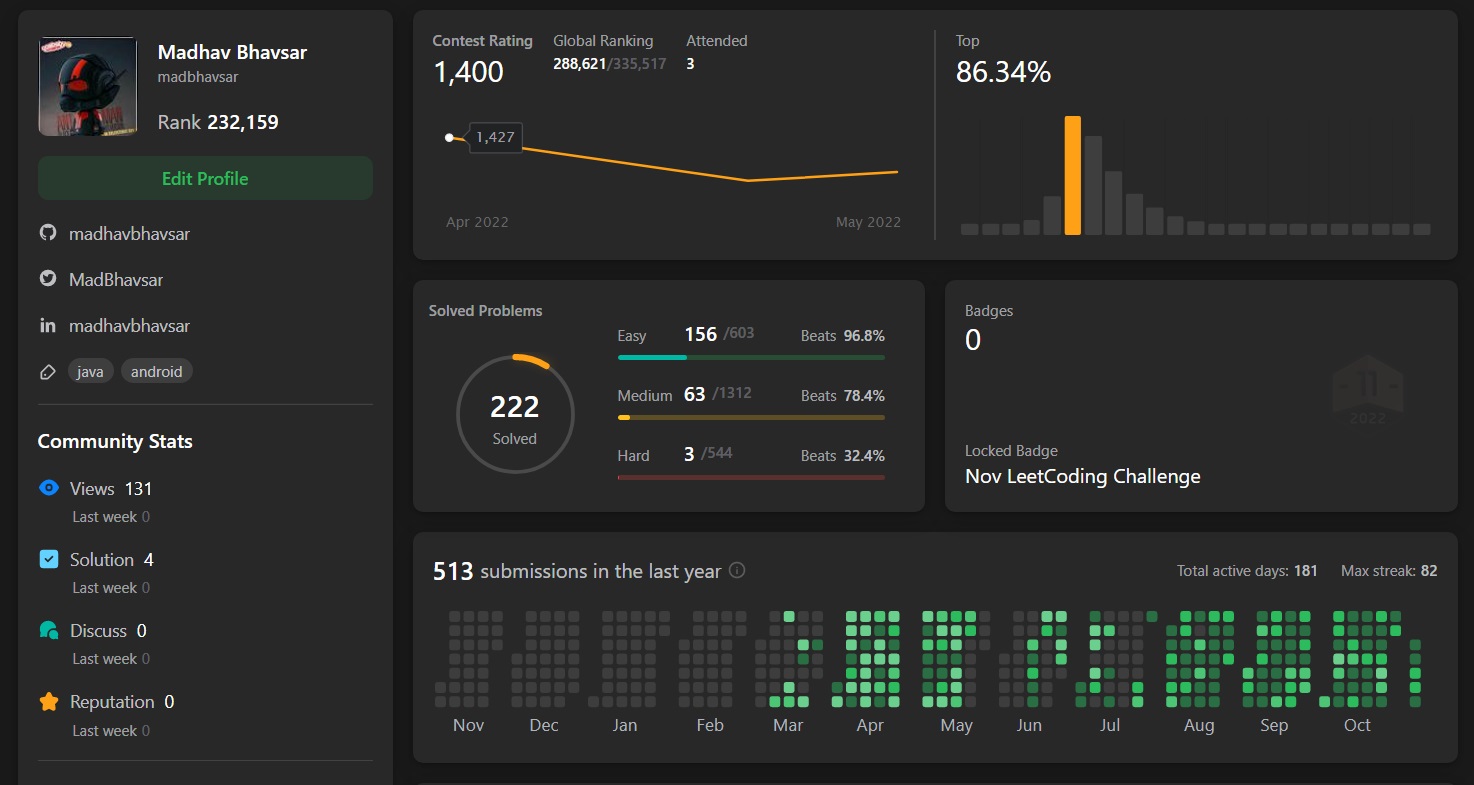 Madhav Bhavsar
madbhavsar
Rank 232,159
Edit Profile
madhavbhavsar
MadBhavsar
madhavbhavsar
java android
Community Stats
Views 131
Last week 0
Solution 4
Last week 0
Discuss 0
Last week 0
Reputation 0
Last week 0
Contest Rating
1,400
Global Ranking
288,621/335,517
Attended
3
1,427
Apr 2022
May 2022
Top
86.34%
Solved Problems
222
Solved
Easy 156 /603 Beats 96.8%
Medium 63 /1312 Beats 78.4%
Hard 3 /544 Beats 32.4%
Badges
0
11
2022
Locked Badge
Nov LeetCoding Challenge
513 submissions in the last year
Total active days: 181 Max streak: 82
Nov Dec Jan Feb Mar Apr May Jun Jul Aug Sep Oct